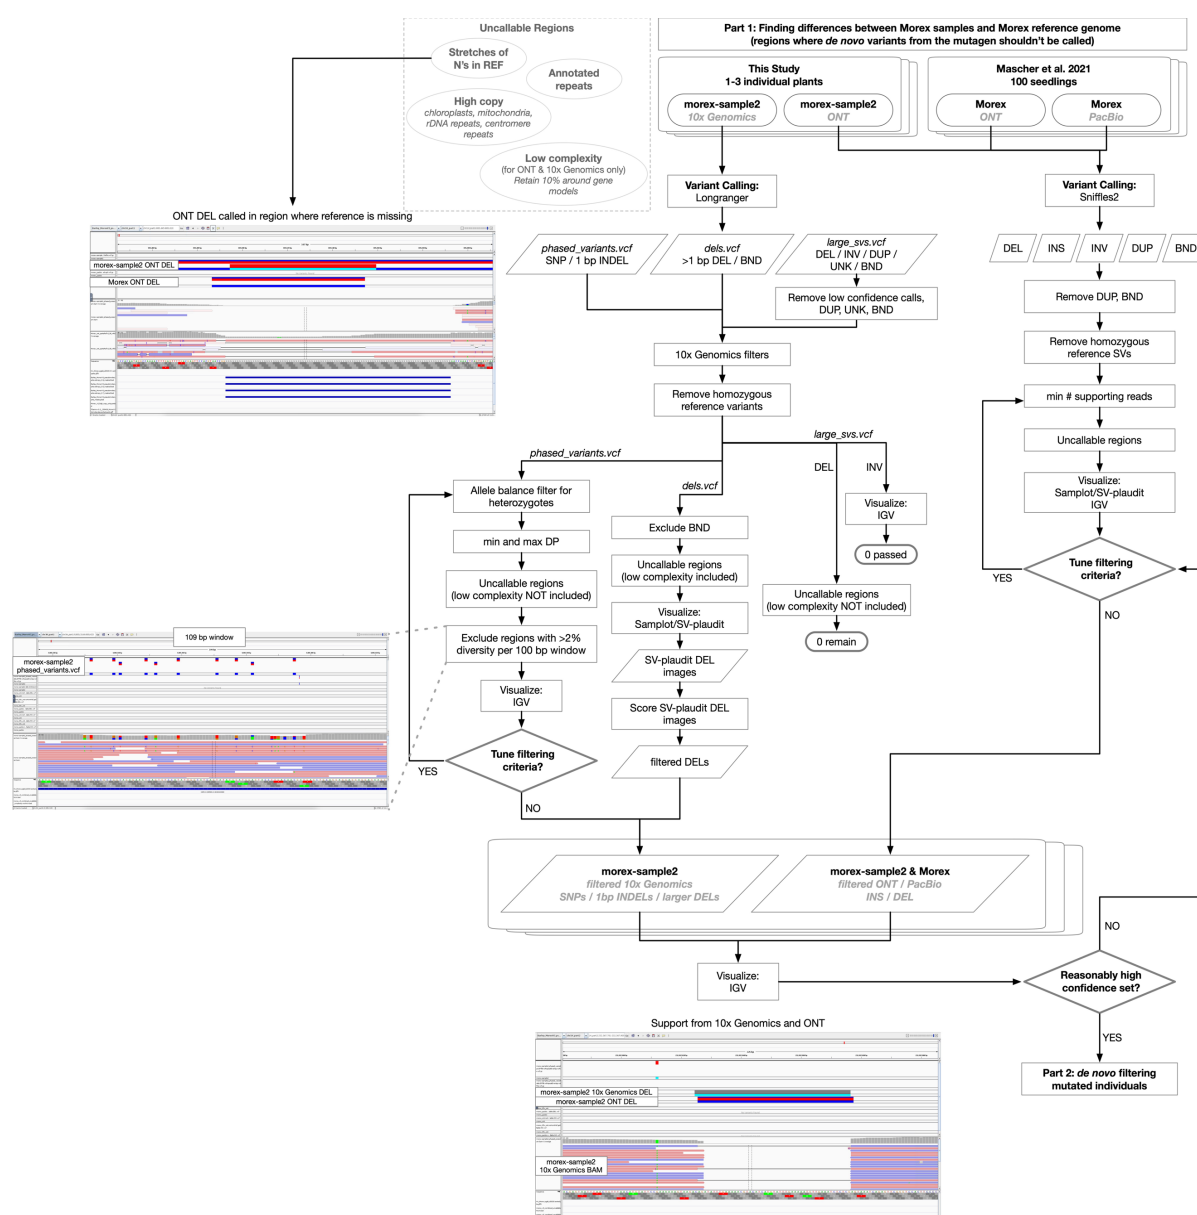 Uncallable Regions
Stretches of
N's in REF
Annotated
repeats
High copy
chloroplasts, mitochondria,
rDNA repeats, centromere
repeats
Low complexity
(for ONT & 10x Genomics only)
Retain 10% around gene
models
Part 1: Finding differences between Morex samples and Morex reference genome
(regions where de novo variants from the mutagen shouldn't be called)
This Study
1-3 individual plants
morex-sample2
10x Genomics
morex-sample2
ONT
Mascher et al. 2021
100 seedlings
Morex
ONT
Morex
PacBio
Variant Calling:
Longranger
Variant Calling:
Sniffles2
phased_variants.vcf
SNP / 1 bp INDEL
dels.vcf
>1 bp DEL / BND
large_svs.vcf
DEL / INV / DUP /
UNK / BND
DEL
INS
INV
DUP
BND
Remove low confidence calls,
DUP, UNK, BND
Remove DUP, BND
10x Genomics filters
Remove homozygous
reference SVs
Remove homozygous
reference variants
min # supporting reads
Uncallable regions
Visualize:
Samplot/SV-plaudit
IGV
Tune filtering
criteria?
YES
NO
ONT DEL called in region where reference is missing
morex-sample2 ONT DEL
Morex ONT DEL
phased_variants.vcf
dels.vcf
large_svs.vcf
DEL
INV
Allele balance filter for
heterozygotes
min and max DP
Uncallable regions
(low complexity NOT included)
Exclude regions with >2%
diversity per 100 bp window
Visualize:
IGV
Tune filtering
criteria?
YES
NO
Exclude BND
Uncallable regions
(low complexity included)
Visualize:
Samplot/SV-plaudit
SV-plaudit DEL
images
Score SV-plaudit DEL
images
filtered DELs
Uncallable regions
(low complexity NOT included)
0 remain
Visualize:
IGV
0 passed
109 bp window
morex-sample2
phased_variants.vcf
morex-sample2
filtered 10x Genomics
SNPs / 1bp INDELs / larger DELs
morex-sample2 & Morex
filtered ONT / PacBio
INS / DEL
Visualize:
IGV
Reasonably high
confidence set?
NO
YES
Part 2: de novo filtering
mutated individuals
Support from 10x Genomics and ONT
morex-sample2 10x Genomics DEL
morex-sample2 ONT DEL
morex-sample2
10x Genomics BAM